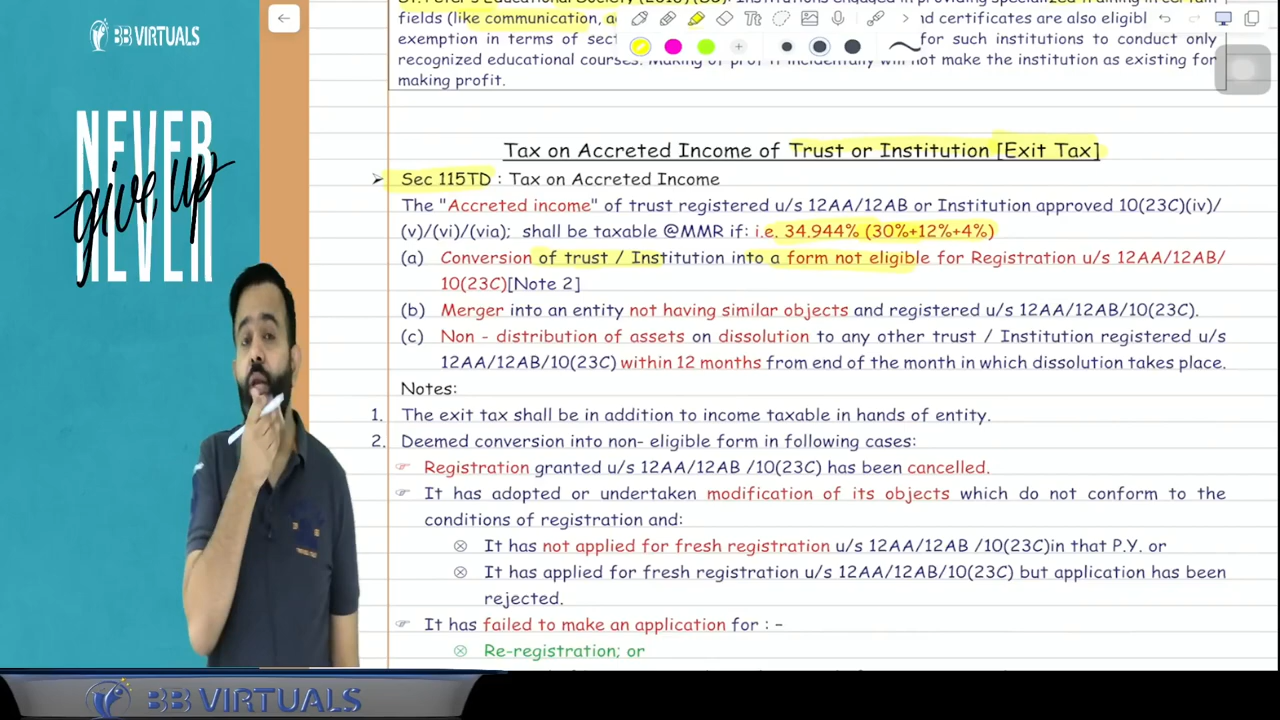 BB VIRTUALS
NEVER
give up
NEVER
fields (like communication,
nd certificates are also eligibl
exemption in terms of sect
for such institutions to conduct only
recognized educational courses.
not make the institution as existing for
making profit.
Tax on Accreted Income of Trust or Institution [Exit Tax]
➤ Sec 115TD : Tax on Accreted Income
The "Accreted income" of trust registered u/s 12AA/12AB or Institution approved 10(23C)(iv)/
(v)/(vi)/(via); shall be taxable @MMR if: i.e. 34.944% (30%+12%+4%)
(a) Conversion of trust / Institution into a form not eligible for Registration u/s 12AA/12AB/
10(23C)[Note 2]
(b) Merger into an entity not having similar objects and registered u/s 12AA/12AB/10(23C).
(c) Non - distribution of assets on dissolution to any other trust / Institution registered u/s
12AA/12AB/10(23C) within 12 months from end of the month in which dissolution takes place.
Notes:
1. The exit tax shall be in addition to income taxable in hands of entity.
2. Deemed conversion into non- eligible form in following cases:
☞ Registration granted u/s 12AA/12AB /10(23C) has been cancelled.
☞ It has adopted or undertaken modification of its objects which do not conform to the
conditions of registration and:
⊗ It has not applied for fresh registration u/s 12AA/12AB /10(23C)in that P.Y. or
⊗ It has applied for fresh registration u/s 12AA/12AB/10(23C) but application has been
rejected.
☞ It has failed to make an application for : –
⊗ Re-registration; or
BB VIRTUALS